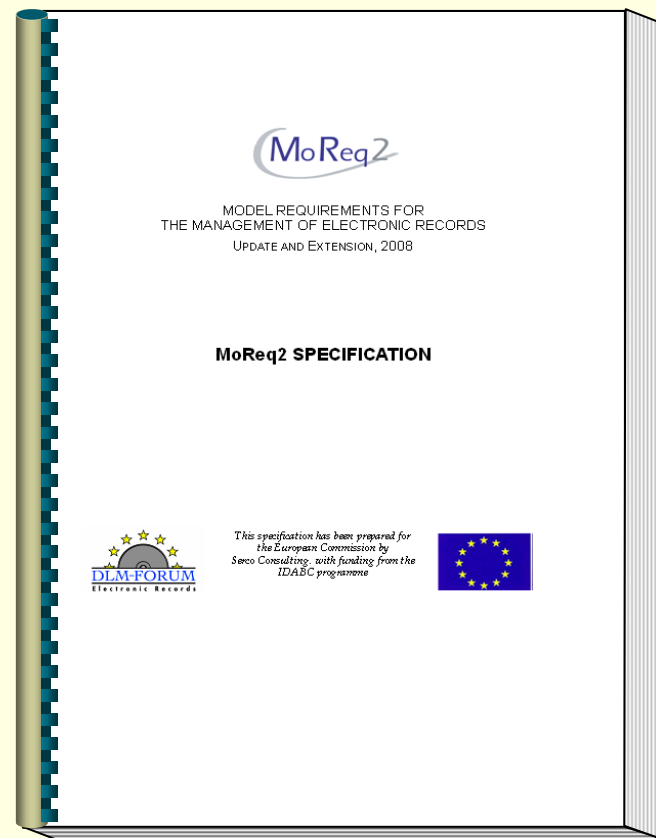 MoReq2
MODEL REQUIREMENTS FOR
THE MANAGEMENT OF ELECTRONIC RECORDS
UPDATE AND EXTENSION, 2008
MoReq2 SPECIFICATION
This specification has been prepared for
the European Commission by
Serco Consulting. with funding from the
IDABC programme
DLM-FORUM
Electronic Records